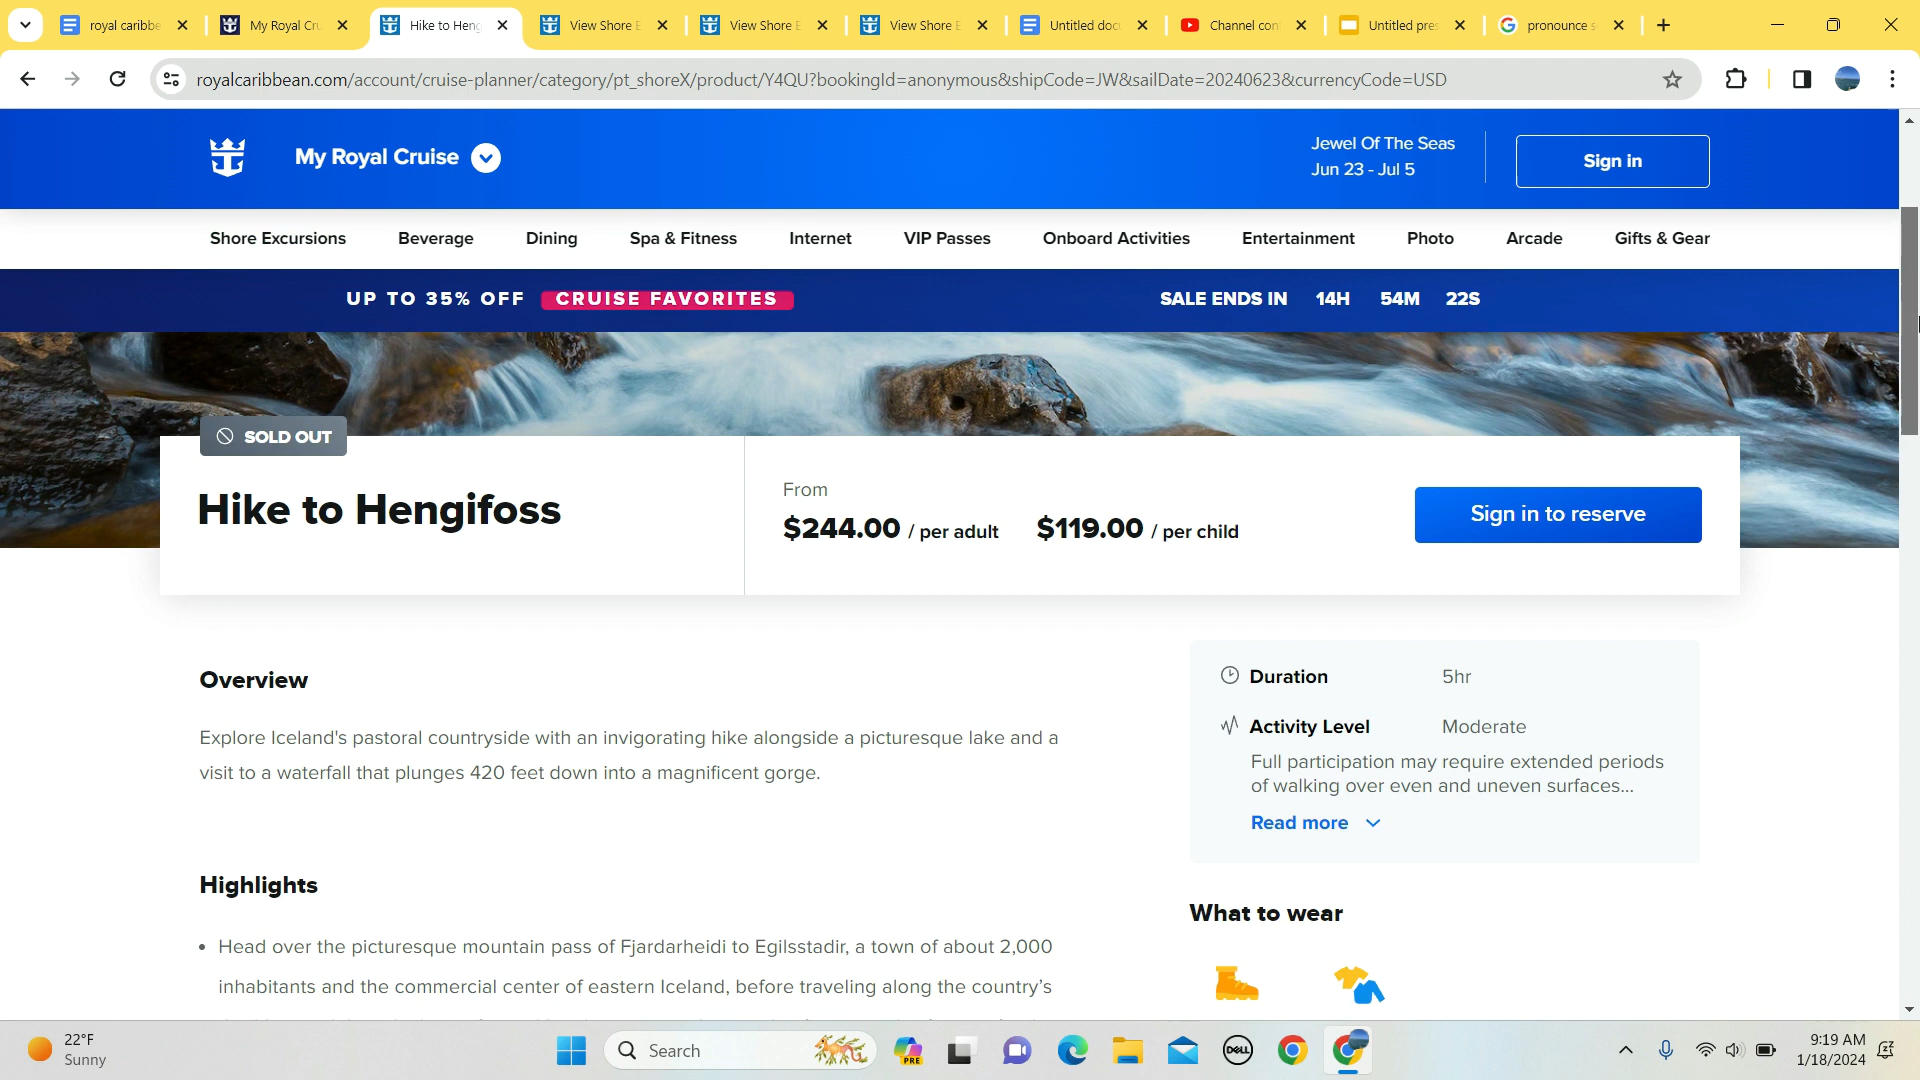 royal caribbe
My Royal Cru
Hike to Heng
View Shore E
View Shore E
View Shore E
Untitled doc
Channel con
Untitled pres
pronounce s
royalcaribbean.com/account/cruise-planner/category/pt_shoreX/product/Y4QU?bookingId=anonymous&shipCode=JW&sailDate=20240623&currencyCode=USD
My Royal Cruise
Jewel Of The Seas
Jun 23 - Jul 5
Sign in
Shore Excursions Beverage Dining Spa & Fitness Internet VIP Passes Onboard Activities Entertainment Photo Arcade Gifts & Gear
UP TO 35% OFF CRUISE FAVORITES SALE ENDS IN 14H 54M 22S
SOLD OUT
Hike to Hengifoss
From
$244.00 / per adult $119.00 / per child
Sign in to reserve
Overview
Explore Iceland's pastoral countryside with an invigorating hike alongside a picturesque lake and a
visit to a waterfall that plunges 420 feet down into a magnificent gorge.
Highlights
• Head over the picturesque mountain pass of Fjardarheidi to Egilsstadir, a town of about 2,000
inhabitants and the commercial center of eastern Iceland, before traveling along the country's
Duration 5hr
Activity Level Moderate
Full participation may require extended periods
of walking over even and uneven surfaces...
Read more
What to wear
22°F
Sunny
Search
PRE
DELL
9:19 AM
1/18/2024